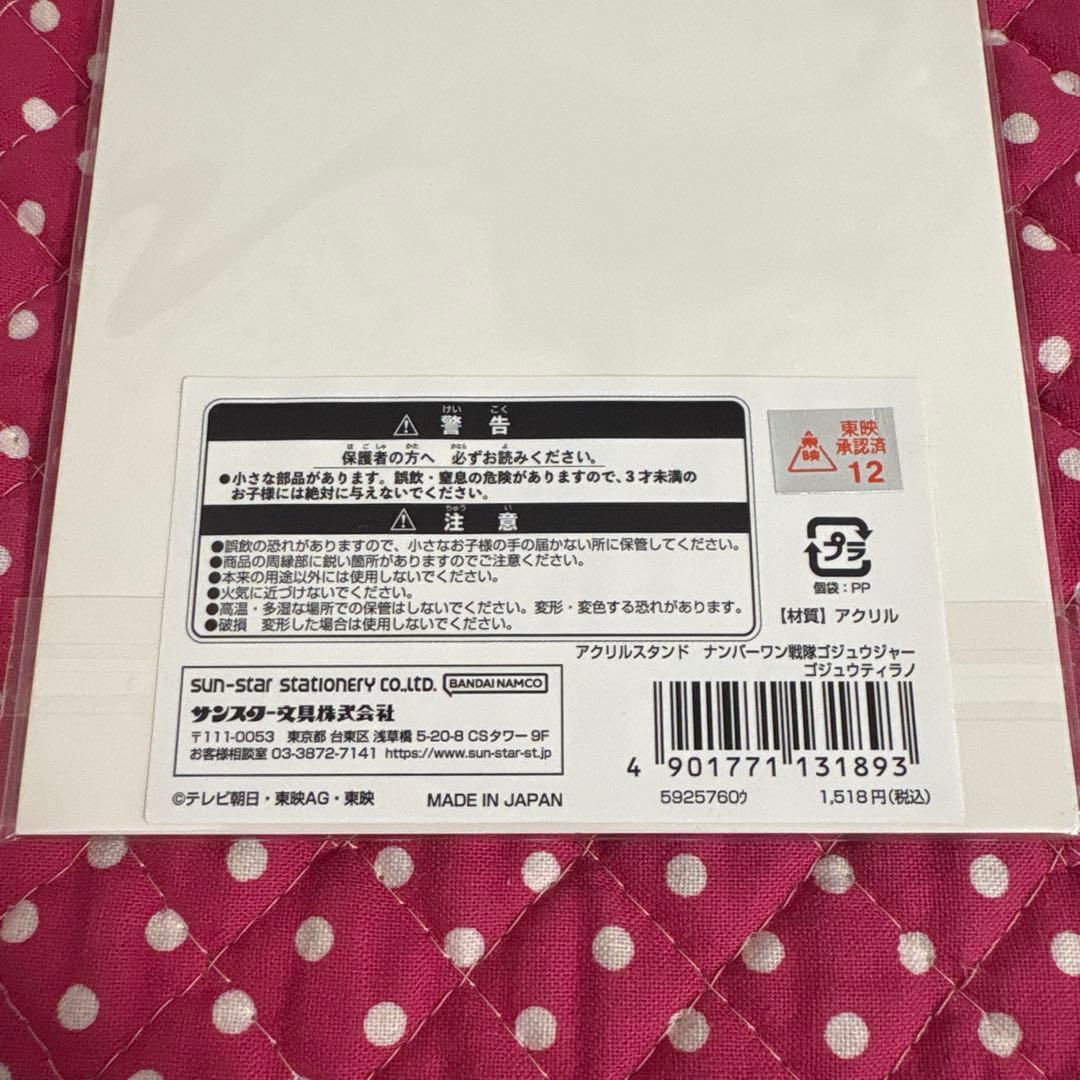 ⚠ 警告
保護者の方へ 必ずお読みください。
●小さな部品があります。誤飲・窒息の危険がありますので、3才未満の
お子様には絶対に与えないでください。
⚠ 注意
●誤飲の恐れがありますので、小さなお子様の手の届かない所に保管してください。
●商品の周縁部に鋭い箇所がありますのでご注意ください。
●本来の用途以外には使用しないでください。
●火気に近づけないでください。
●高温・多湿な場所での保管はしないでください。変形・変色する恐れがあります。
●破損 変形した場合は使用しないでください。
東映
東映
承認済
12
プラ
個袋:PP
【材質】アクリル
アクリルスタンド ナンバーワン戦隊ゴジュウジャー
ゴジュウティラノ
sun-star stationery co.,ltd. BANDAI NAMCO
サンスター文具株式会社
〒111-0053 東京都 台東区 浅草橋 5-20-8 CSタワー 9F
お客様相談室 03-3872-7141 https://www.sun-star-st.jp
4 901771 131893
©テレビ朝日・東映AG・東映 MADE IN JAPAN 5925760ウ 1,518円(税込)